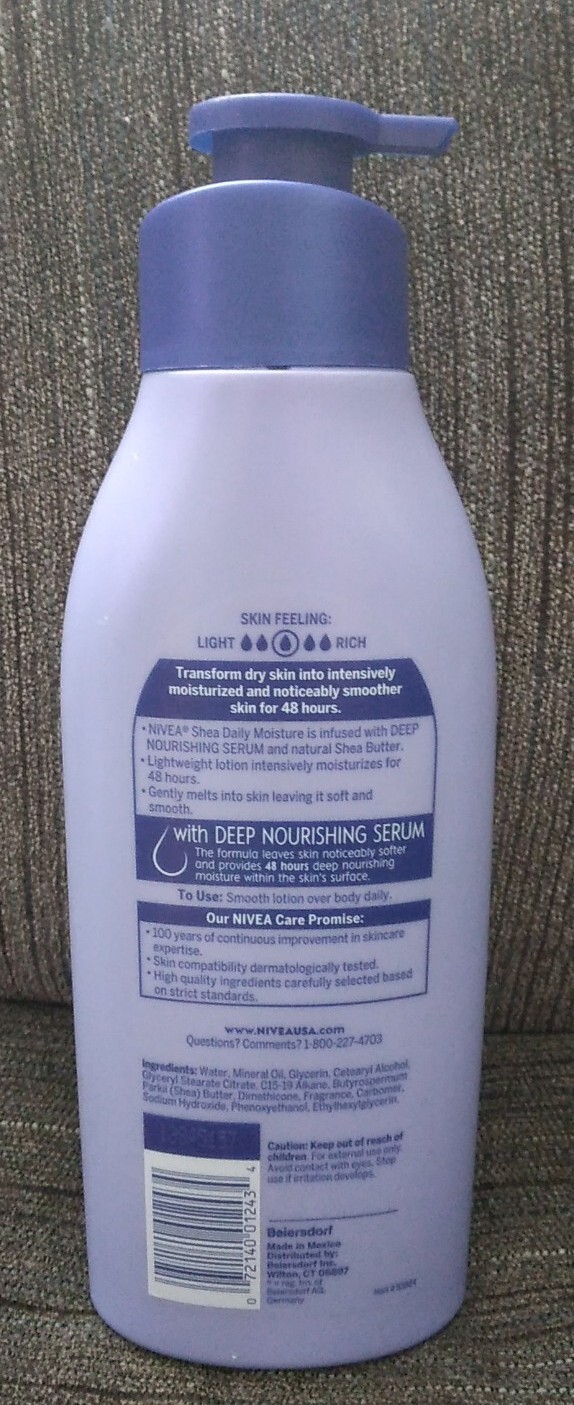 SKIN FEELING:
LIGHT RICH
Transform dry skin into intensively
moisturized and noticeably smoother
skin for 48 hours.
• NIVEA® Shea Daily Moisture is infused with DEEP
NOURISHING SERUM and natural Shea Butter.
• Lightweight lotion intensively moisturizes for
48 hours.
• Gently melts into skin leaving it soft and
smooth.
with DEEP NOURISHING SERUM
The formula leaves skin noticeably softer
and provides 48 hours deep nourishing
moisture within the skin's surface.
To Use: Smooth lotion over body daily.
Our NIVEA Care Promise:
• 100 years of continuous improvement in skincare
expertise.
• Skin compatibility dermatologically tested.
• High quality ingredients carefully selected based
on strict standards.
www.NIVEAUSA.com
Questions? Comments? 1-800-227-4703
Ingredients: Water, Mineral Oil, Glycerin, Cetearyl Alcohol,
Glyceryl Stearate Citrate, C15-19 Alkane, Butyrospermum
Parkii (Shea) Butter, Dimethicone, Fragrance, Carbomer,
Sodium Hydroxide, Phenoxyethanol, Ethylhexylglycerin.
Caution: Keep out of reach of
children. For external use only.
Avoid contact with eyes. Stop
use if irritation develops.
0 72140 01243 4
Beiersdorf
Made in Mexico
Distributed by:
Beiersdorf Inc.
Wilton, CT 06897
® = reg. tm. of
Beiersdorf AG,
Germany